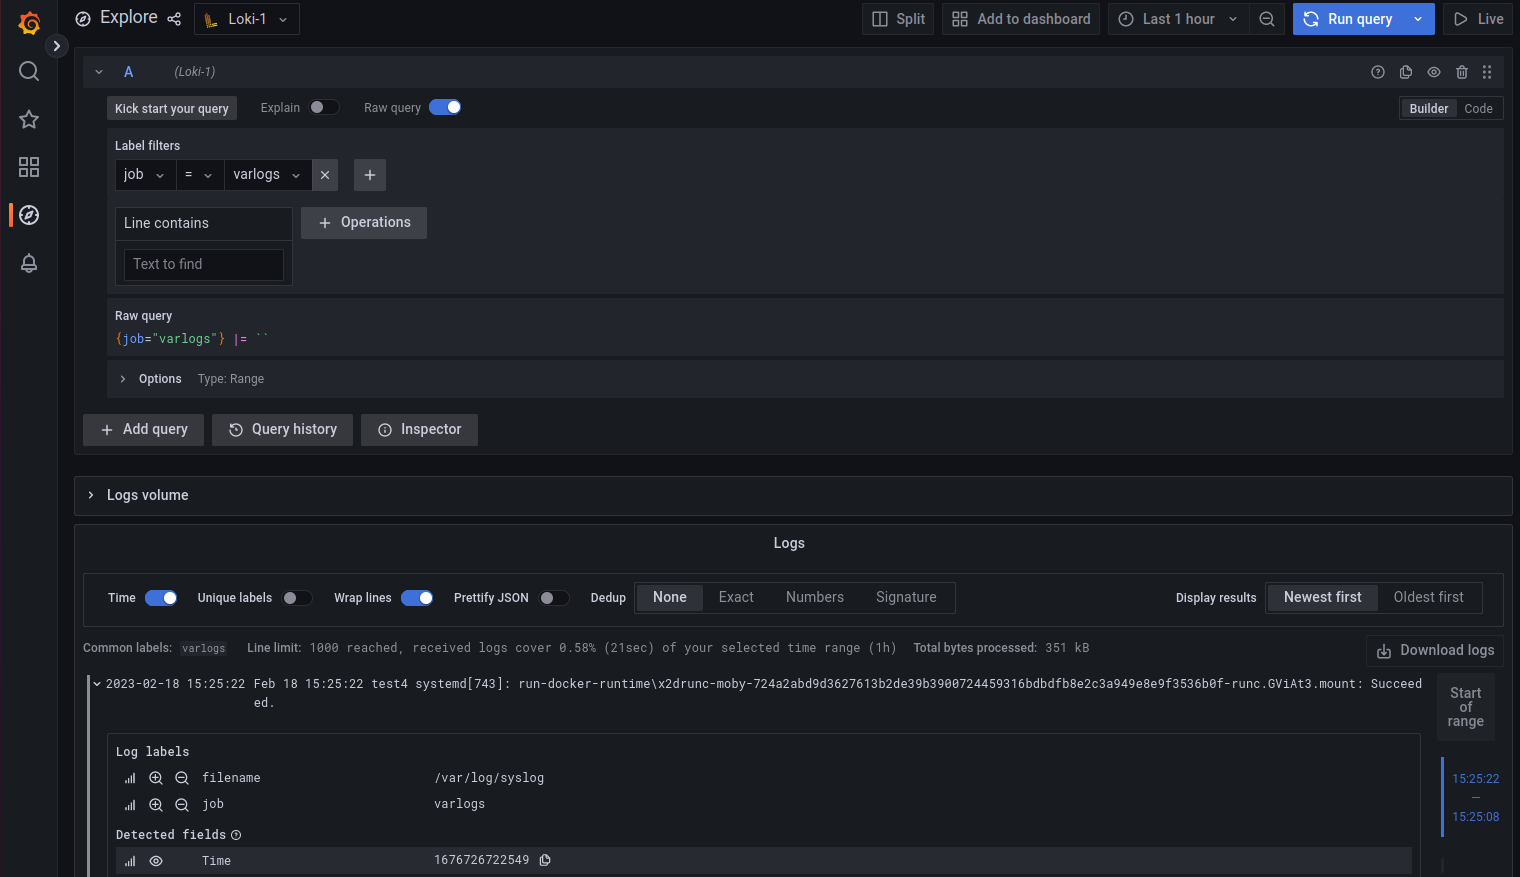 Explore Loki-1 Split Add to dashboard Last 1 hour Run query Live
A (Loki-1)
Kick start your query Explain Raw query Builder Code
Label filters
job = varlogs
Line contains Operations
Text to find
Raw query
{job="varlogs"} |= ``
Options Type: Range
Add query Query history Inspector
Logs volume
Logs
Time Unique labels Wrap lines Prettify JSON Dedup None Exact Numbers Signature Display results Newest first Oldest first
Common labels: varlogs Line limit: 1000 reached, received logs cover 0.58% (21sec) of your selected time range (1h) Total bytes processed: 351 kB Download logs
2023-02-18 15:25:22 Feb 18 15:25:22 test4 systemd[743]: run-docker-runtime\x2drunc-moby-724a2abd9d3627613b2de39b3900724459316bdbdfb8e2c3a949e8e9f3536b0f-runc.GViAt3.mount: Succeed
ed.
Start
of
range
Log labels
filename /var/log/syslog
15:25:22
job varlogs
—
15:25:08
Detected fields
Time 1676726722549